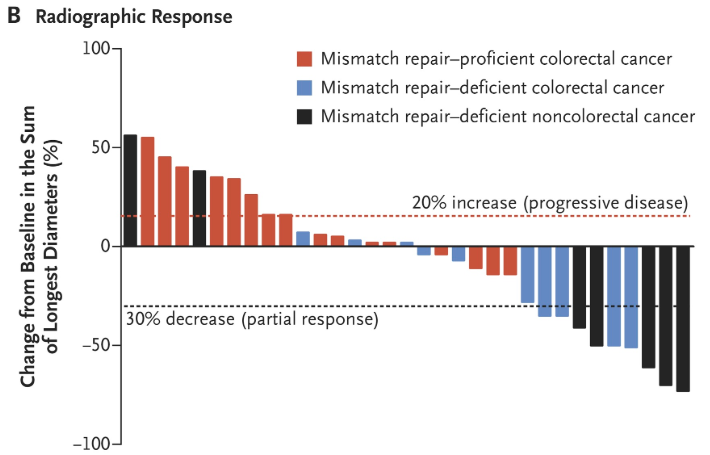 B Radiographic Response
Change from Baseline in the Sum
of Longest Diameters (%)
100
50
0
−50
−100
Mismatch repair–proficient colorectal cancer
Mismatch repair–deficient colorectal cancer
Mismatch repair–deficient noncolorectal cancer
20% increase (progressive disease)
30% decrease (partial response)